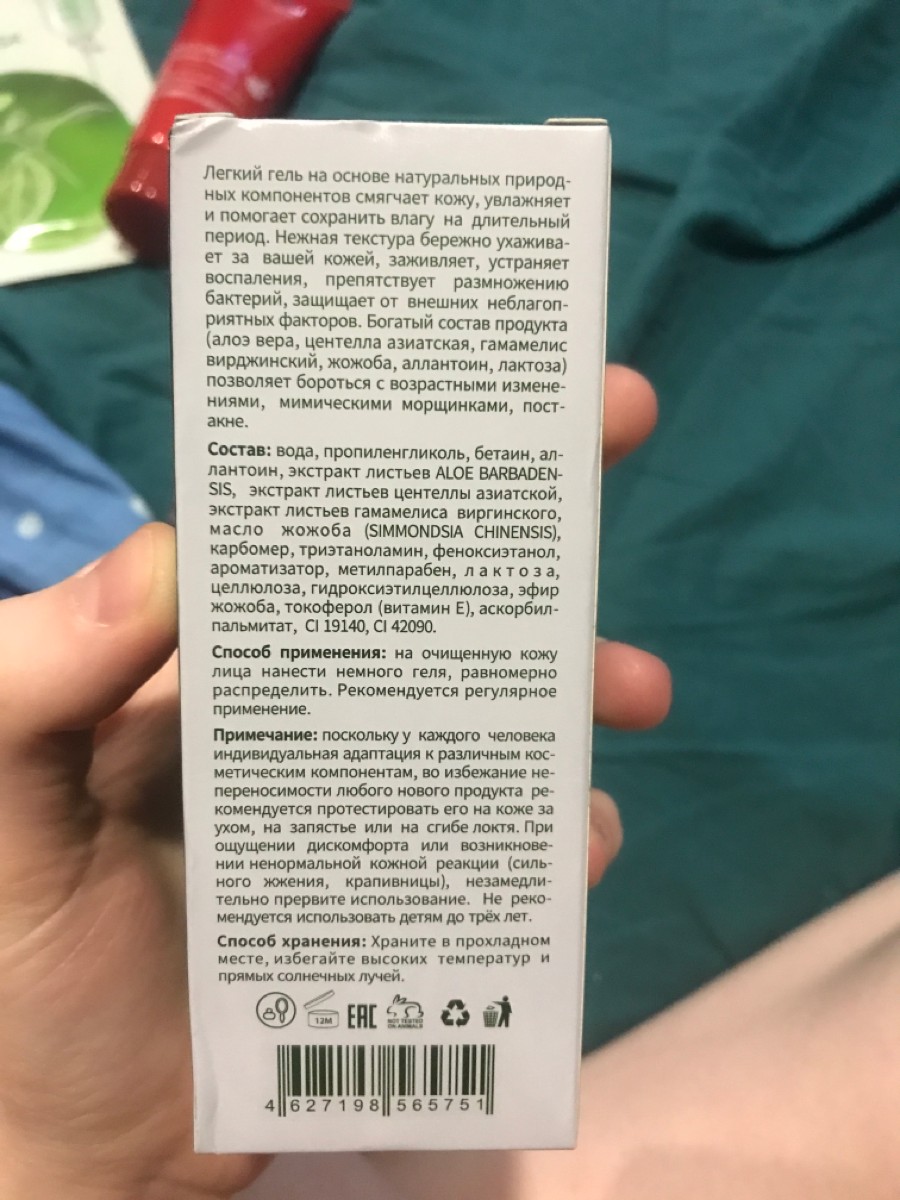 Легкий гель на основе натуральных природ-
ных компонентов смягчает кожу, увлажняет
и помогает сохранить влагу на длительный
период. Нежная текстура бережно ухажива-
ет за вашей кожей, заживляет, устраняет
воспаления, препятствует размножению
бактерий, защищает от внешних неблагоп-
риятных факторов. Богатый состав продукта
(алоэ вера, центелла азиатская, гамамелис
вирджинский, жожоба, аллантоин, лактоза)
позволяет бороться с возрастными измене-
ниями, мимическими морщинками, пост-
акне.
Состав: вода, пропиленгликоль, бетаин, ал-
лантоин, экстракт листьев ALOE BARBADEN-
SIS, экстракт листьев центеллы азиатской,
экстракт листьев гамамелиса виргинского,
масло жожоба (SIMMONDSIA CHINENSIS),
карбомер, триэтаноламин, феноксиэтанол,
ароматизатор, метилпарабен, лактоза,
целлюлоза, гидроксиэтилцеллюлоза, эфир
жожоба, токоферол (витамин Е), аскорбил-
пальмитат, CI 19140, CI 42090.
Способ применения: на очищенную кожу
лица нанести немного геля, равномерно
распределить. Рекомендуется регулярное
применение.
Примечание: поскольку у каждого человека
индивидуальная адаптация к различным кос-
метическим компонентам, во избежание не-
переносимости любого нового продукта ре-
комендуется протестировать его на коже за
ухом, на запястье или на сгибе локтя. При
ощущении дискомфорта или возникнове-
нии ненормальной кожной реакции (силь-
ного жжения, крапивницы), незамедли-
тельно прервите использование. Не реко-
мендуется использовать детям до трёх лет.
Способ хранения: Храните в прохладном
месте, избегайте высоких температур и
прямых солнечных лучей.
12M EAC NOT TESTED ON ANIMALS
4 627198 565751